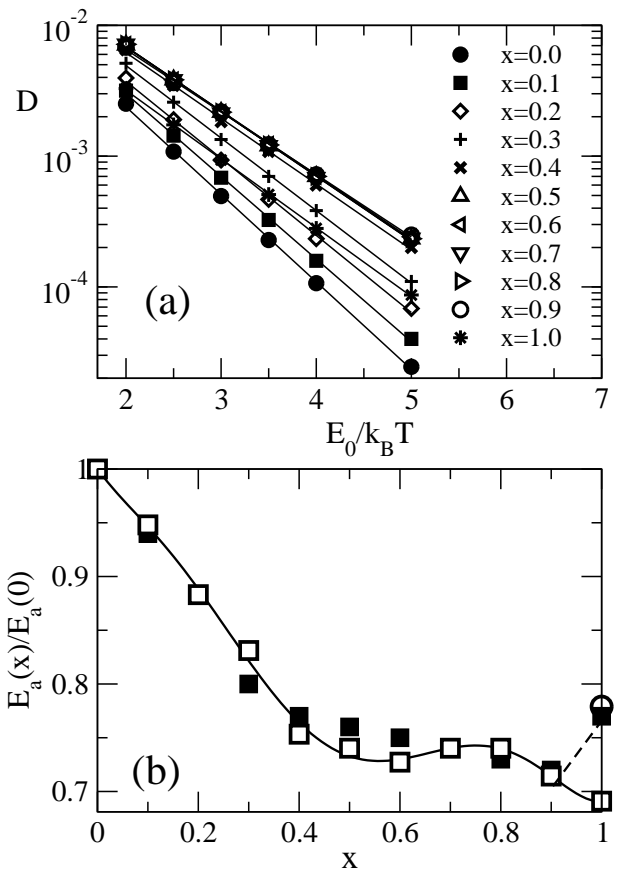 10^-2
D
10^-3
10^-4
(a)
x=0.0
x=0.1
x=0.2
x=0.3
x=0.4
x=0.5
x=0.6
x=0.7
x=0.8
x=0.9
x=1.0
2 3 4 5 6 7
E_0/k_BT
1
0.9
0.8
0.7
E_a(x)/E_a(0)
(b)
0 0.2 0.4 0.6 0.8 1
x